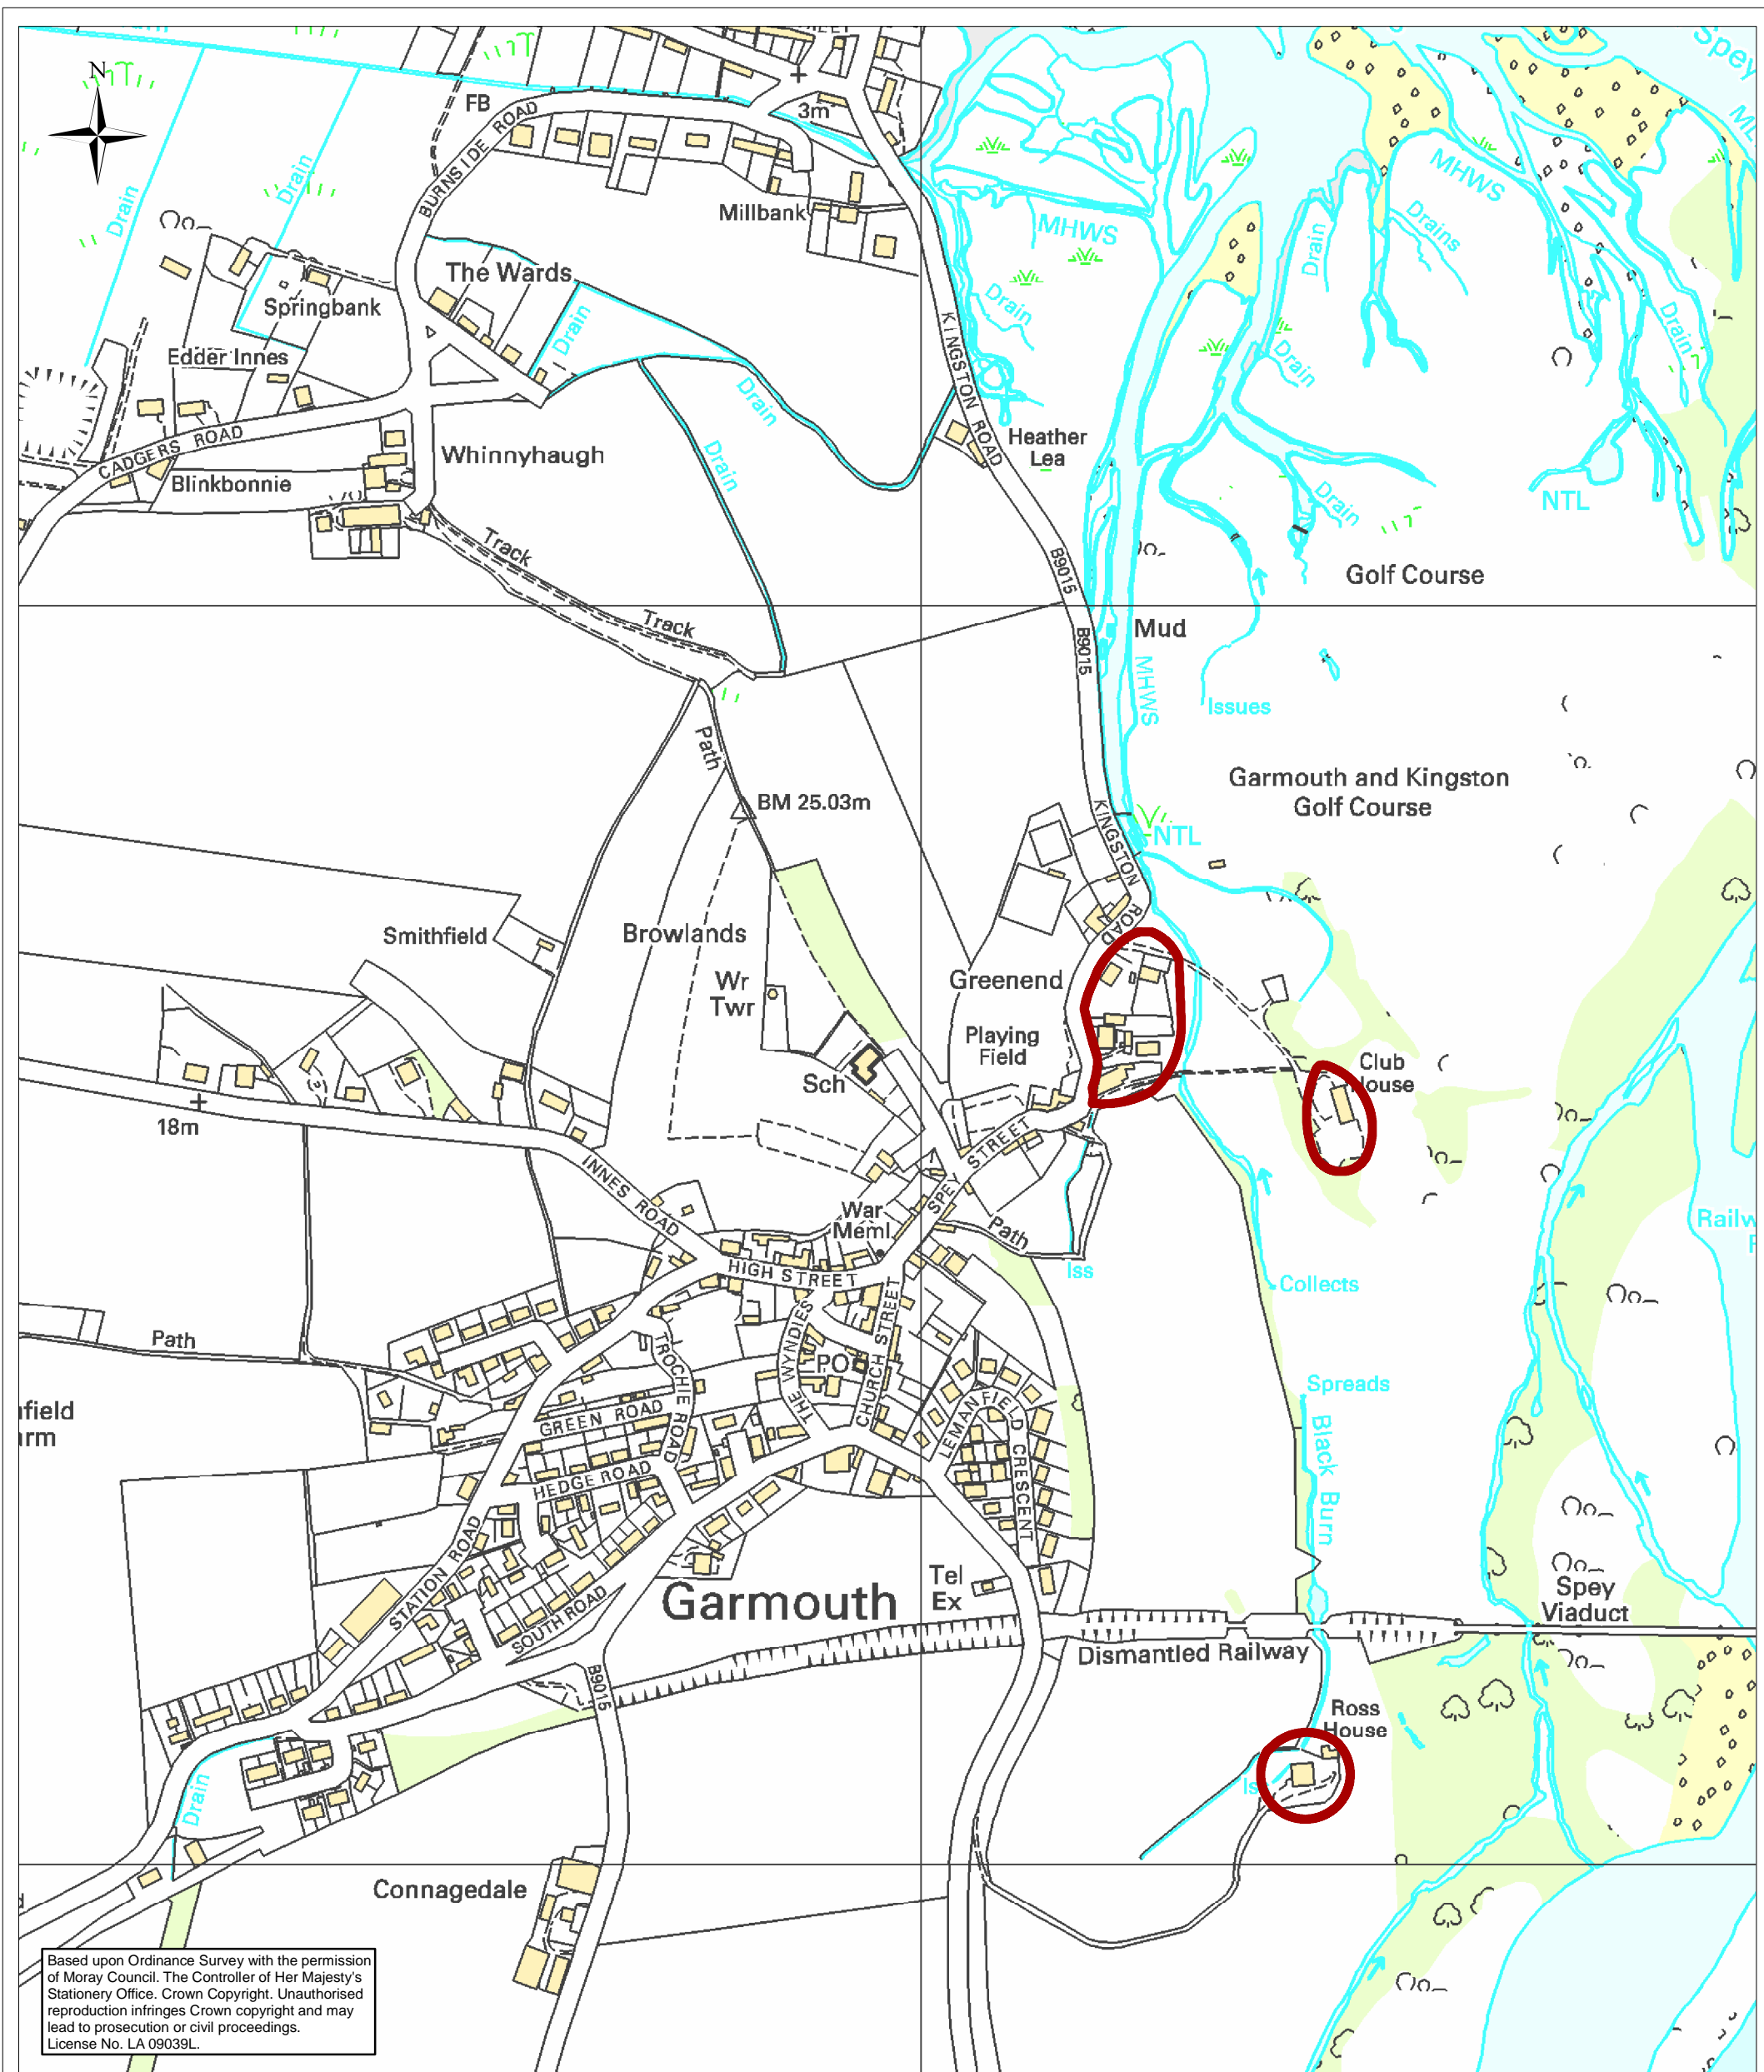 Spey
N
FB
BURNSIDE ROAD
3m
Drain
Drain
Millbank
MHWS
MHWS
Drains
Drain
The Wards
Springbank
Drain
Drain
Drain
Edder Innes
KINGSTON ROAD
Drain
Drain
CADGERS ROAD
Whinnyhaugh
Heather
Lea
Blinkbonnie
Drain
Drain
NTL
Track
B9015
Golf Course
Track
B9015
Mud
MHWS
Issues
Path
Garmouth and Kingston
Golf Course
BM 25.03m
KINGSTON ROAD
NTL
Smithfield
Browlands
Wr
Twr
Greenend
Playing
Field
Sch
Club
House
18m
INNES ROAD
SPEY STREET
War
Meml
Path
Railw
HIGH STREET
Iss
Collects
Path
THE WYNDIES
CHURCH STREET
PO
TROCHIE ROAD
Spreads
nfield
arm
GREEN ROAD
LEMANFIELD CRESCENT
Black Burn
HEDGE ROAD
STATION ROAD
Garmouth
Tel
Ex
Spey
Viaduct
SOUTH ROAD
Dismantled Railway
B9015
Ross
House
Drain
Is
Connagedale
Based upon Ordinance Survey with the permission
of Moray Council. The Controller of Her Majesty's
Stationery Office. Crown Copyright. Unauthorised
reproduction infringes Crown copyright and may
lead to prosecution or civil proceedings.
License No. LA 09039L.